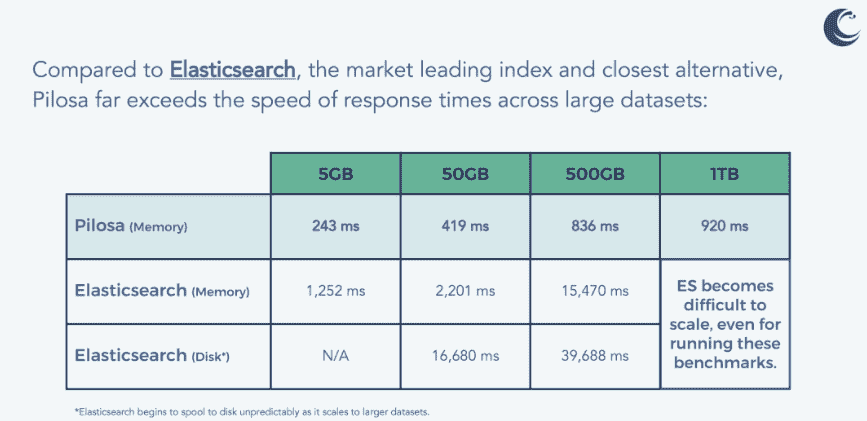 Compared to Elasticsearch, the market leading index and closest alternative,
Pilosa far exceeds the speed of response times across large datasets:
5GB 50GB 500GB 1TB
Pilosa (Memory) 243 ms 419 ms 836 ms 920 ms
Elasticsearch (Memory) 1,252 ms 2,201 ms 15,470 ms
ES becomes
difficult to
scale, even for
running these
benchmarks.
Elasticsearch (Disk*) N/A 16,680 ms 39,688 ms
*Elasticsearch begins to spool to disk unpredictably as it scales to larger datasets.